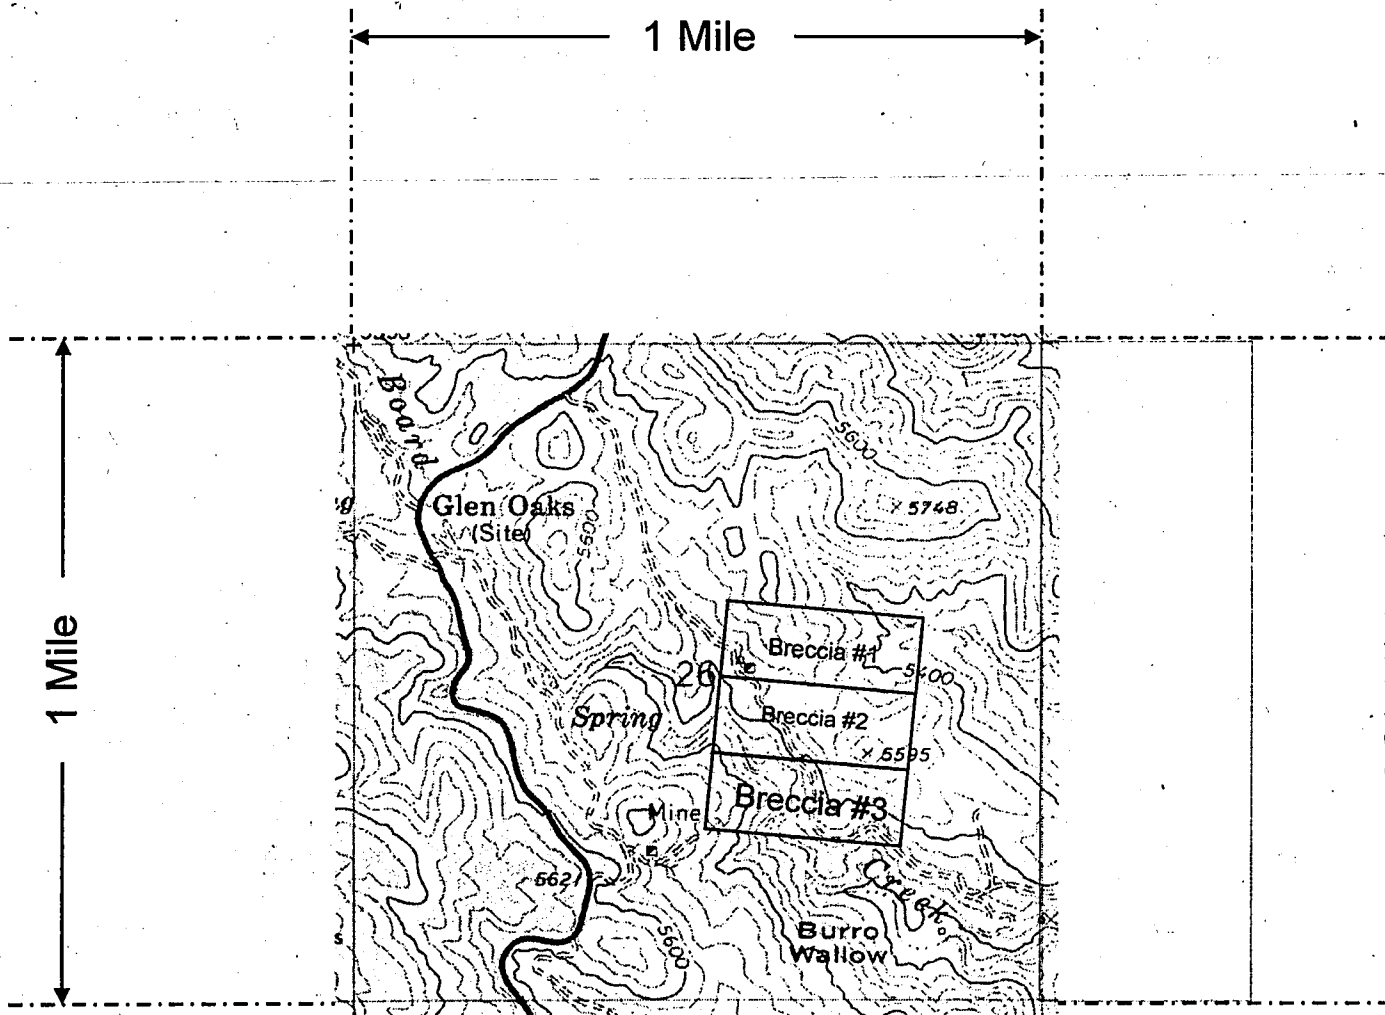 1 Mile
1 Mile
Board
5600
5748
Glen Oaks
(Site)
5600
Breccia #1
26
5400
Spring
Breccia #2
5595
Breccia #3
Mine
5621
Creek
Burro
Wallow
5600